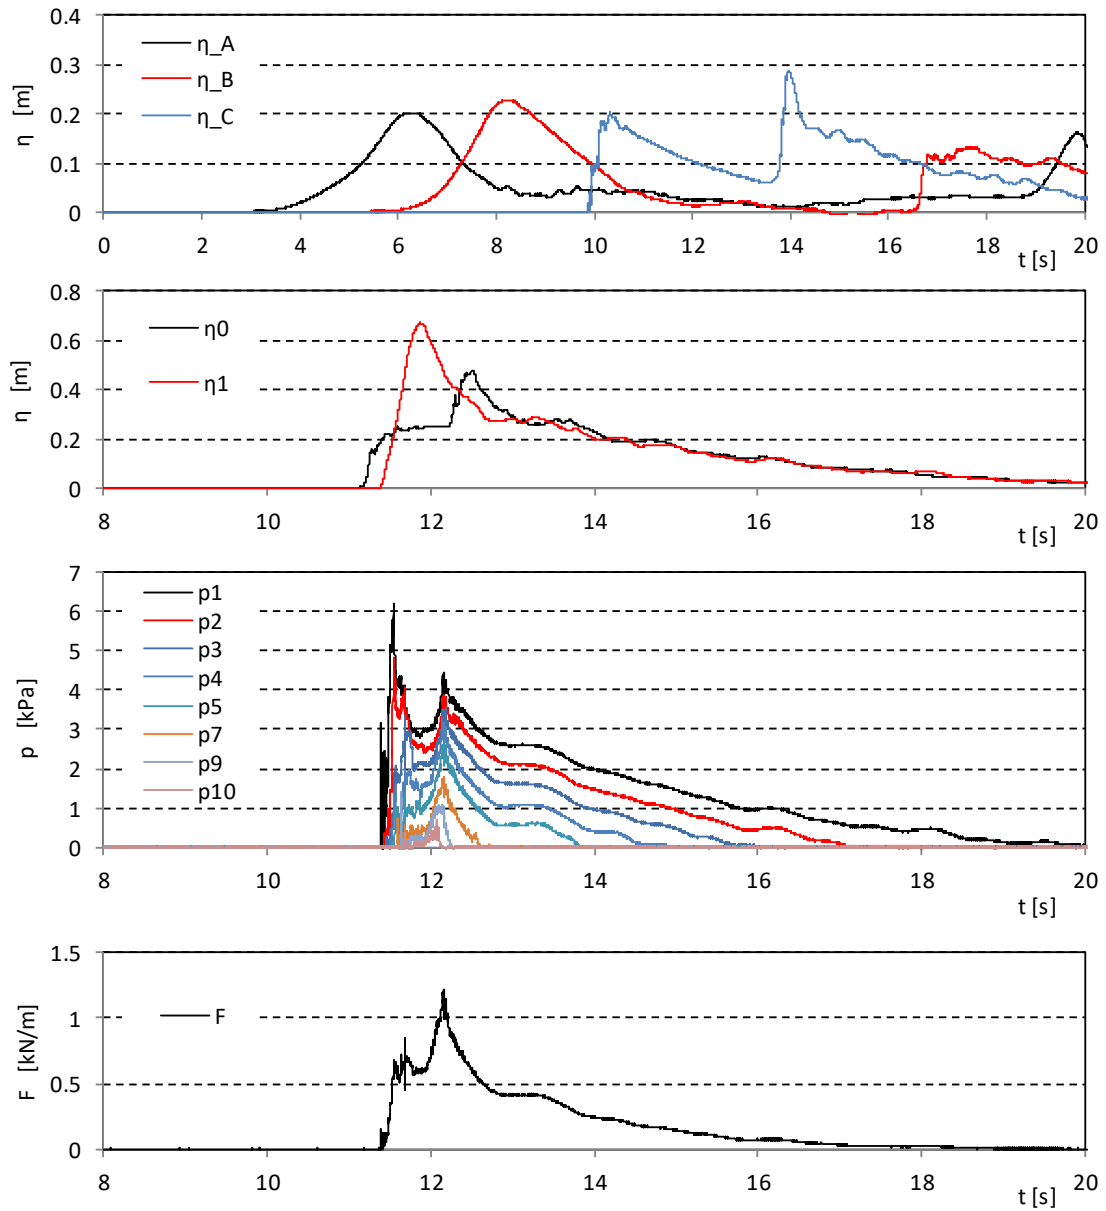 0.4
0.3
0.2
0.1
0
η [m]
η_A
η_B
η_C
0 2 4 6 8 10 12 14 16 18 20
t [s]
0.8
0.6
0.4
0.2
0
η [m]
η0
η1
8 10 12 14 16 18 20
t [s]
7
6
5
4
3
2
1
0
p [kPa]
p1
p2
p3
p4
p5
p7
p9
p10
8 10 12 14 16 18 20
t [s]
1.5
1
0.5
0
F [kN/m]
F
8 10 12 14 16 18 20
t [s]